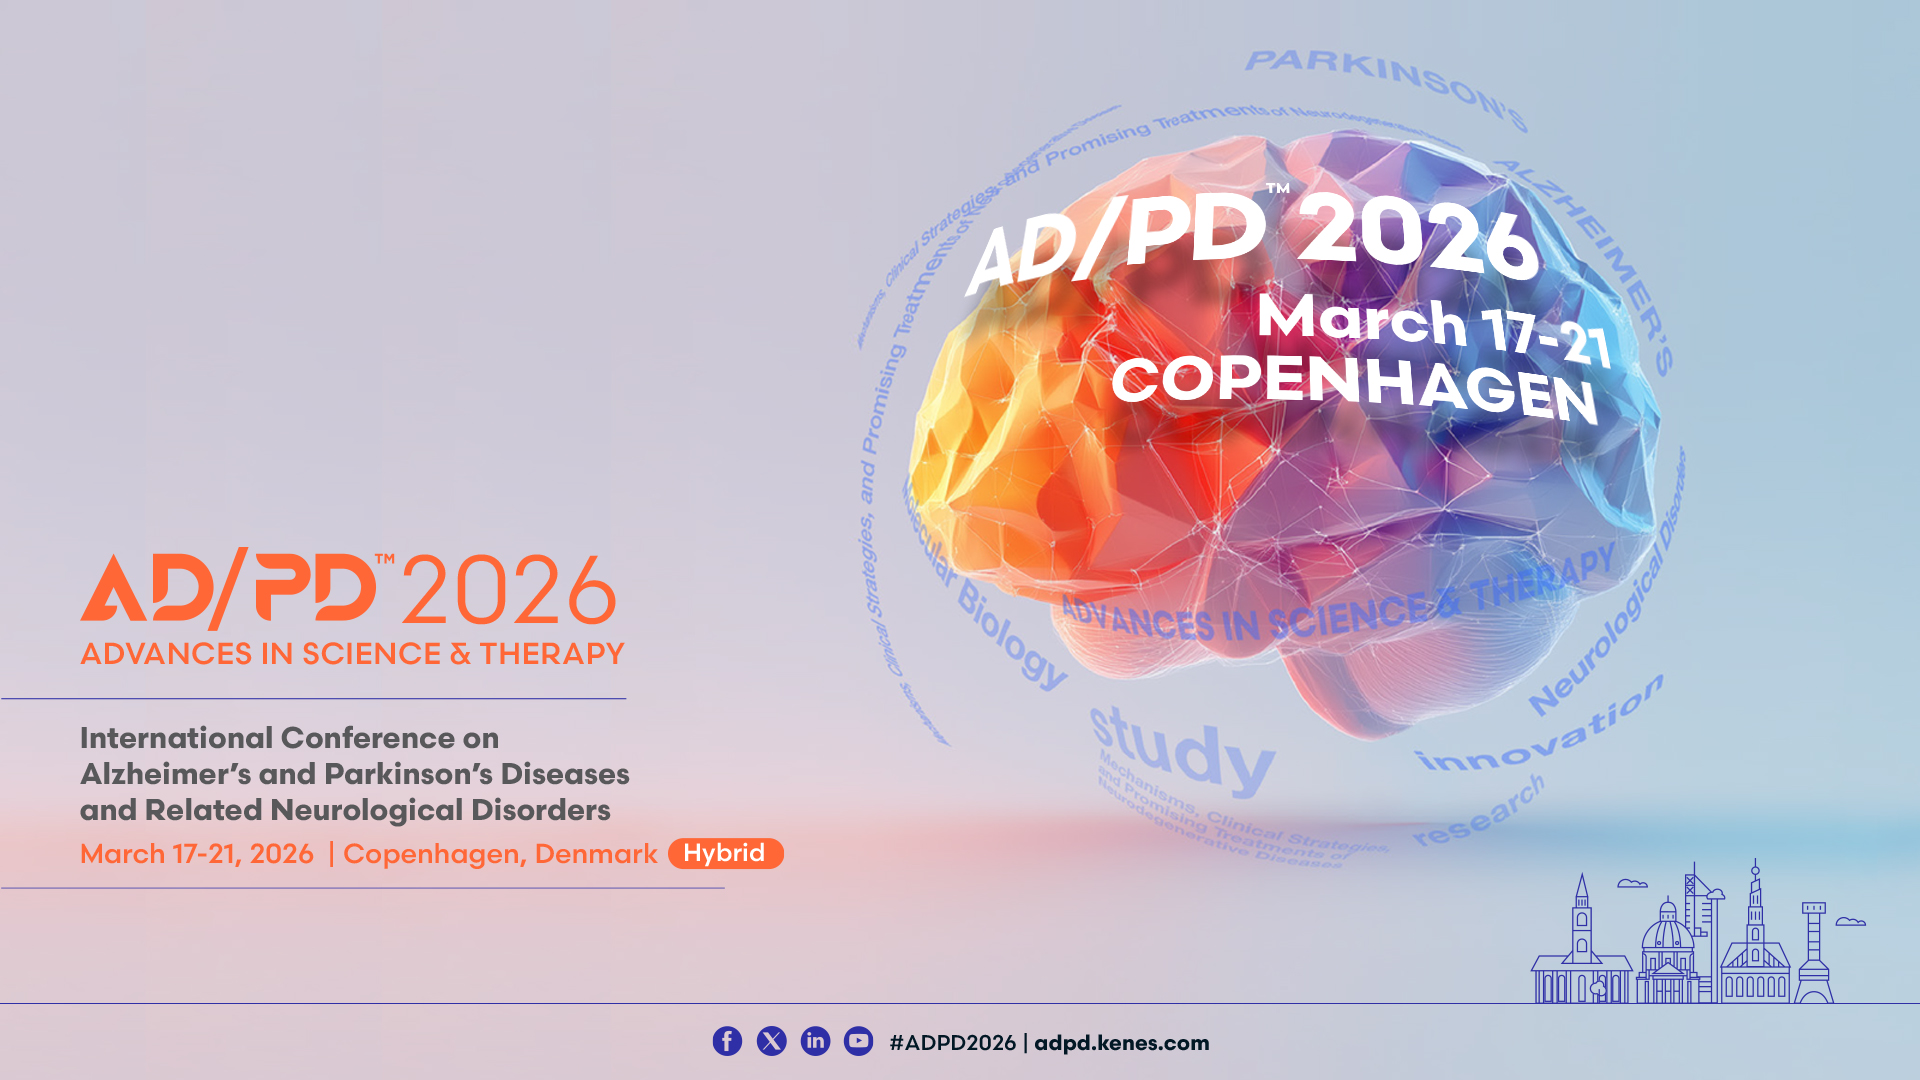 PARKINSON'S
and Promising Treatments of Neurodegenerative
ALZHEIMER'S
Clinical Strategies, and Promising Treatments of
AD/PD™ 2026
March 17-21
COPENHAGEN
Molecular Biology
ADVANCES IN SCIENCE & THERAPY
Neurological Disorders
innovation
study
research
Mechanisms, Clinical Strategies,
and Promising Treatments of
Neurodegenerative Diseases
AD/PD™ 2026
ADVANCES IN SCIENCE & THERAPY
International Conference on
Alzheimer's and Parkinson's Diseases
and Related Neurological Disorders
March 17-21, 2026 | Copenhagen, Denmark Hybrid
#ADPD2026 | adpd.kenes.com